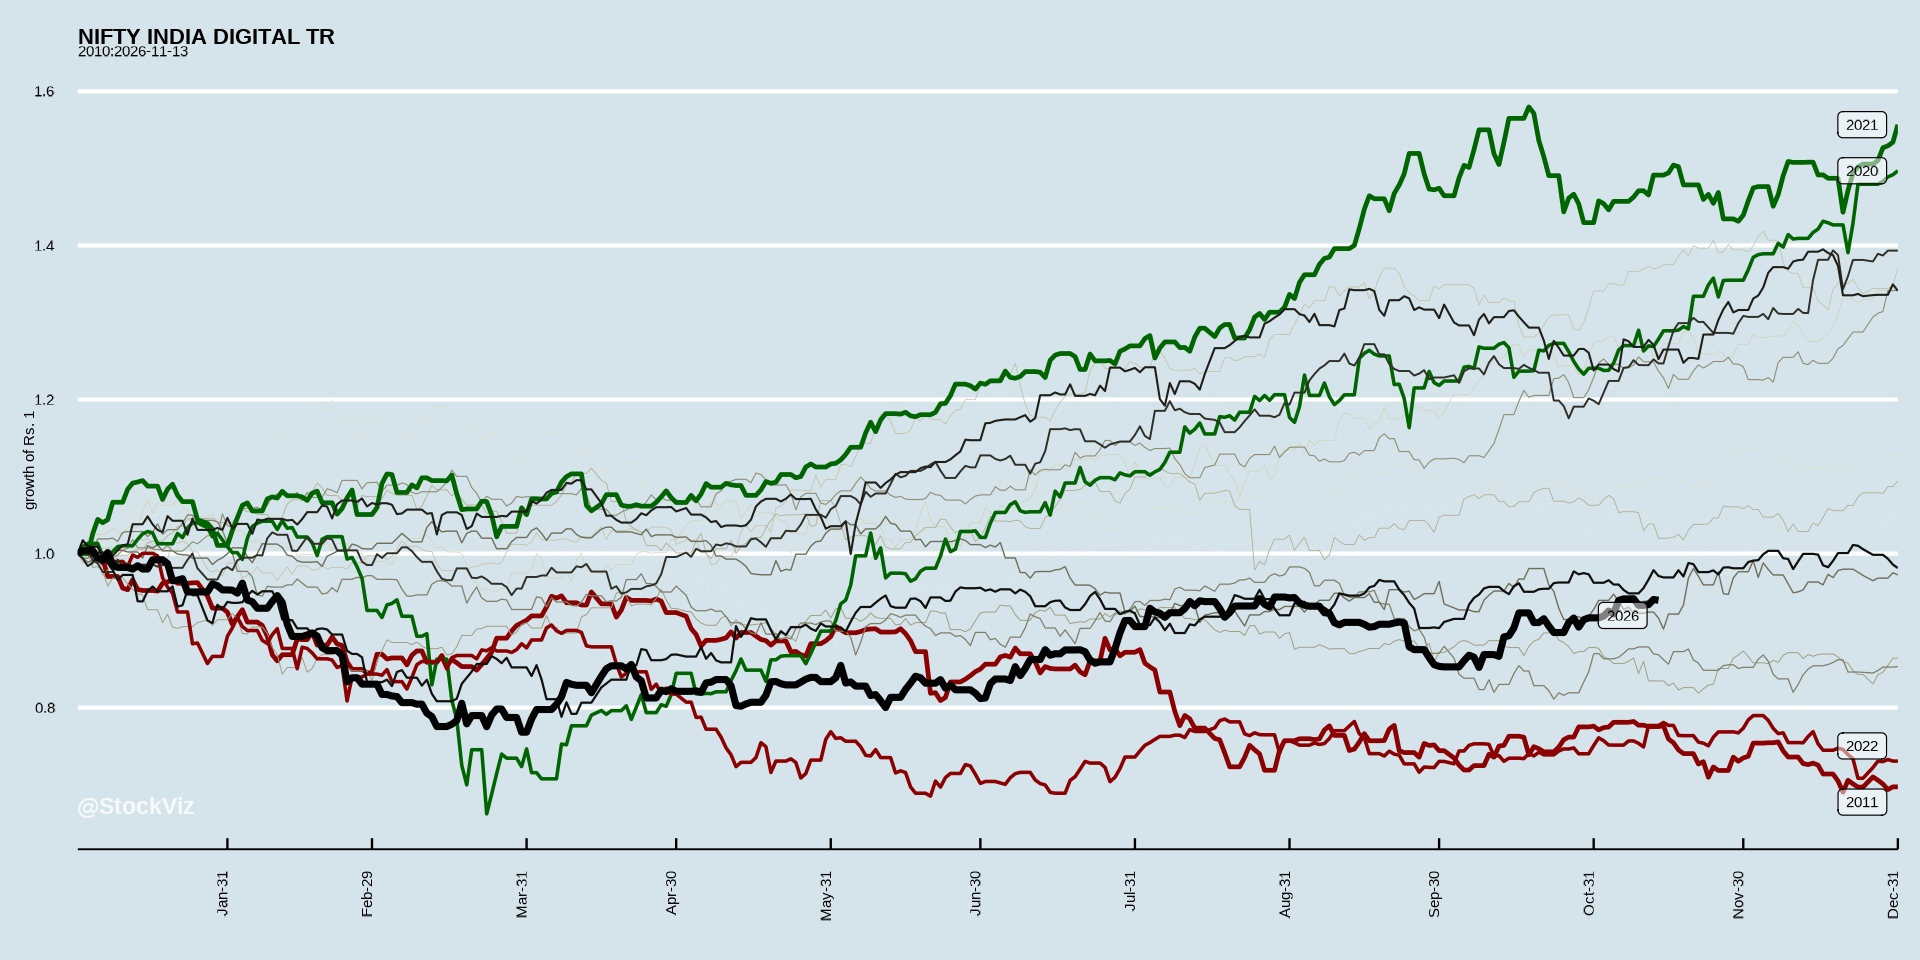 NIFTY INDIA DIGITAL TR
2010:2026-11-13
growth of Rs. 1
1.6
1.4
1.2
1.0
0.8
2021
2020
2026
2022
2011
@StockViz
Jan-31
Feb-29
Mar-31
Apr-30
May-31
Jun-30
Jul-31
Aug-31
Sep-30
Oct-31
Nov-30
Dec-31